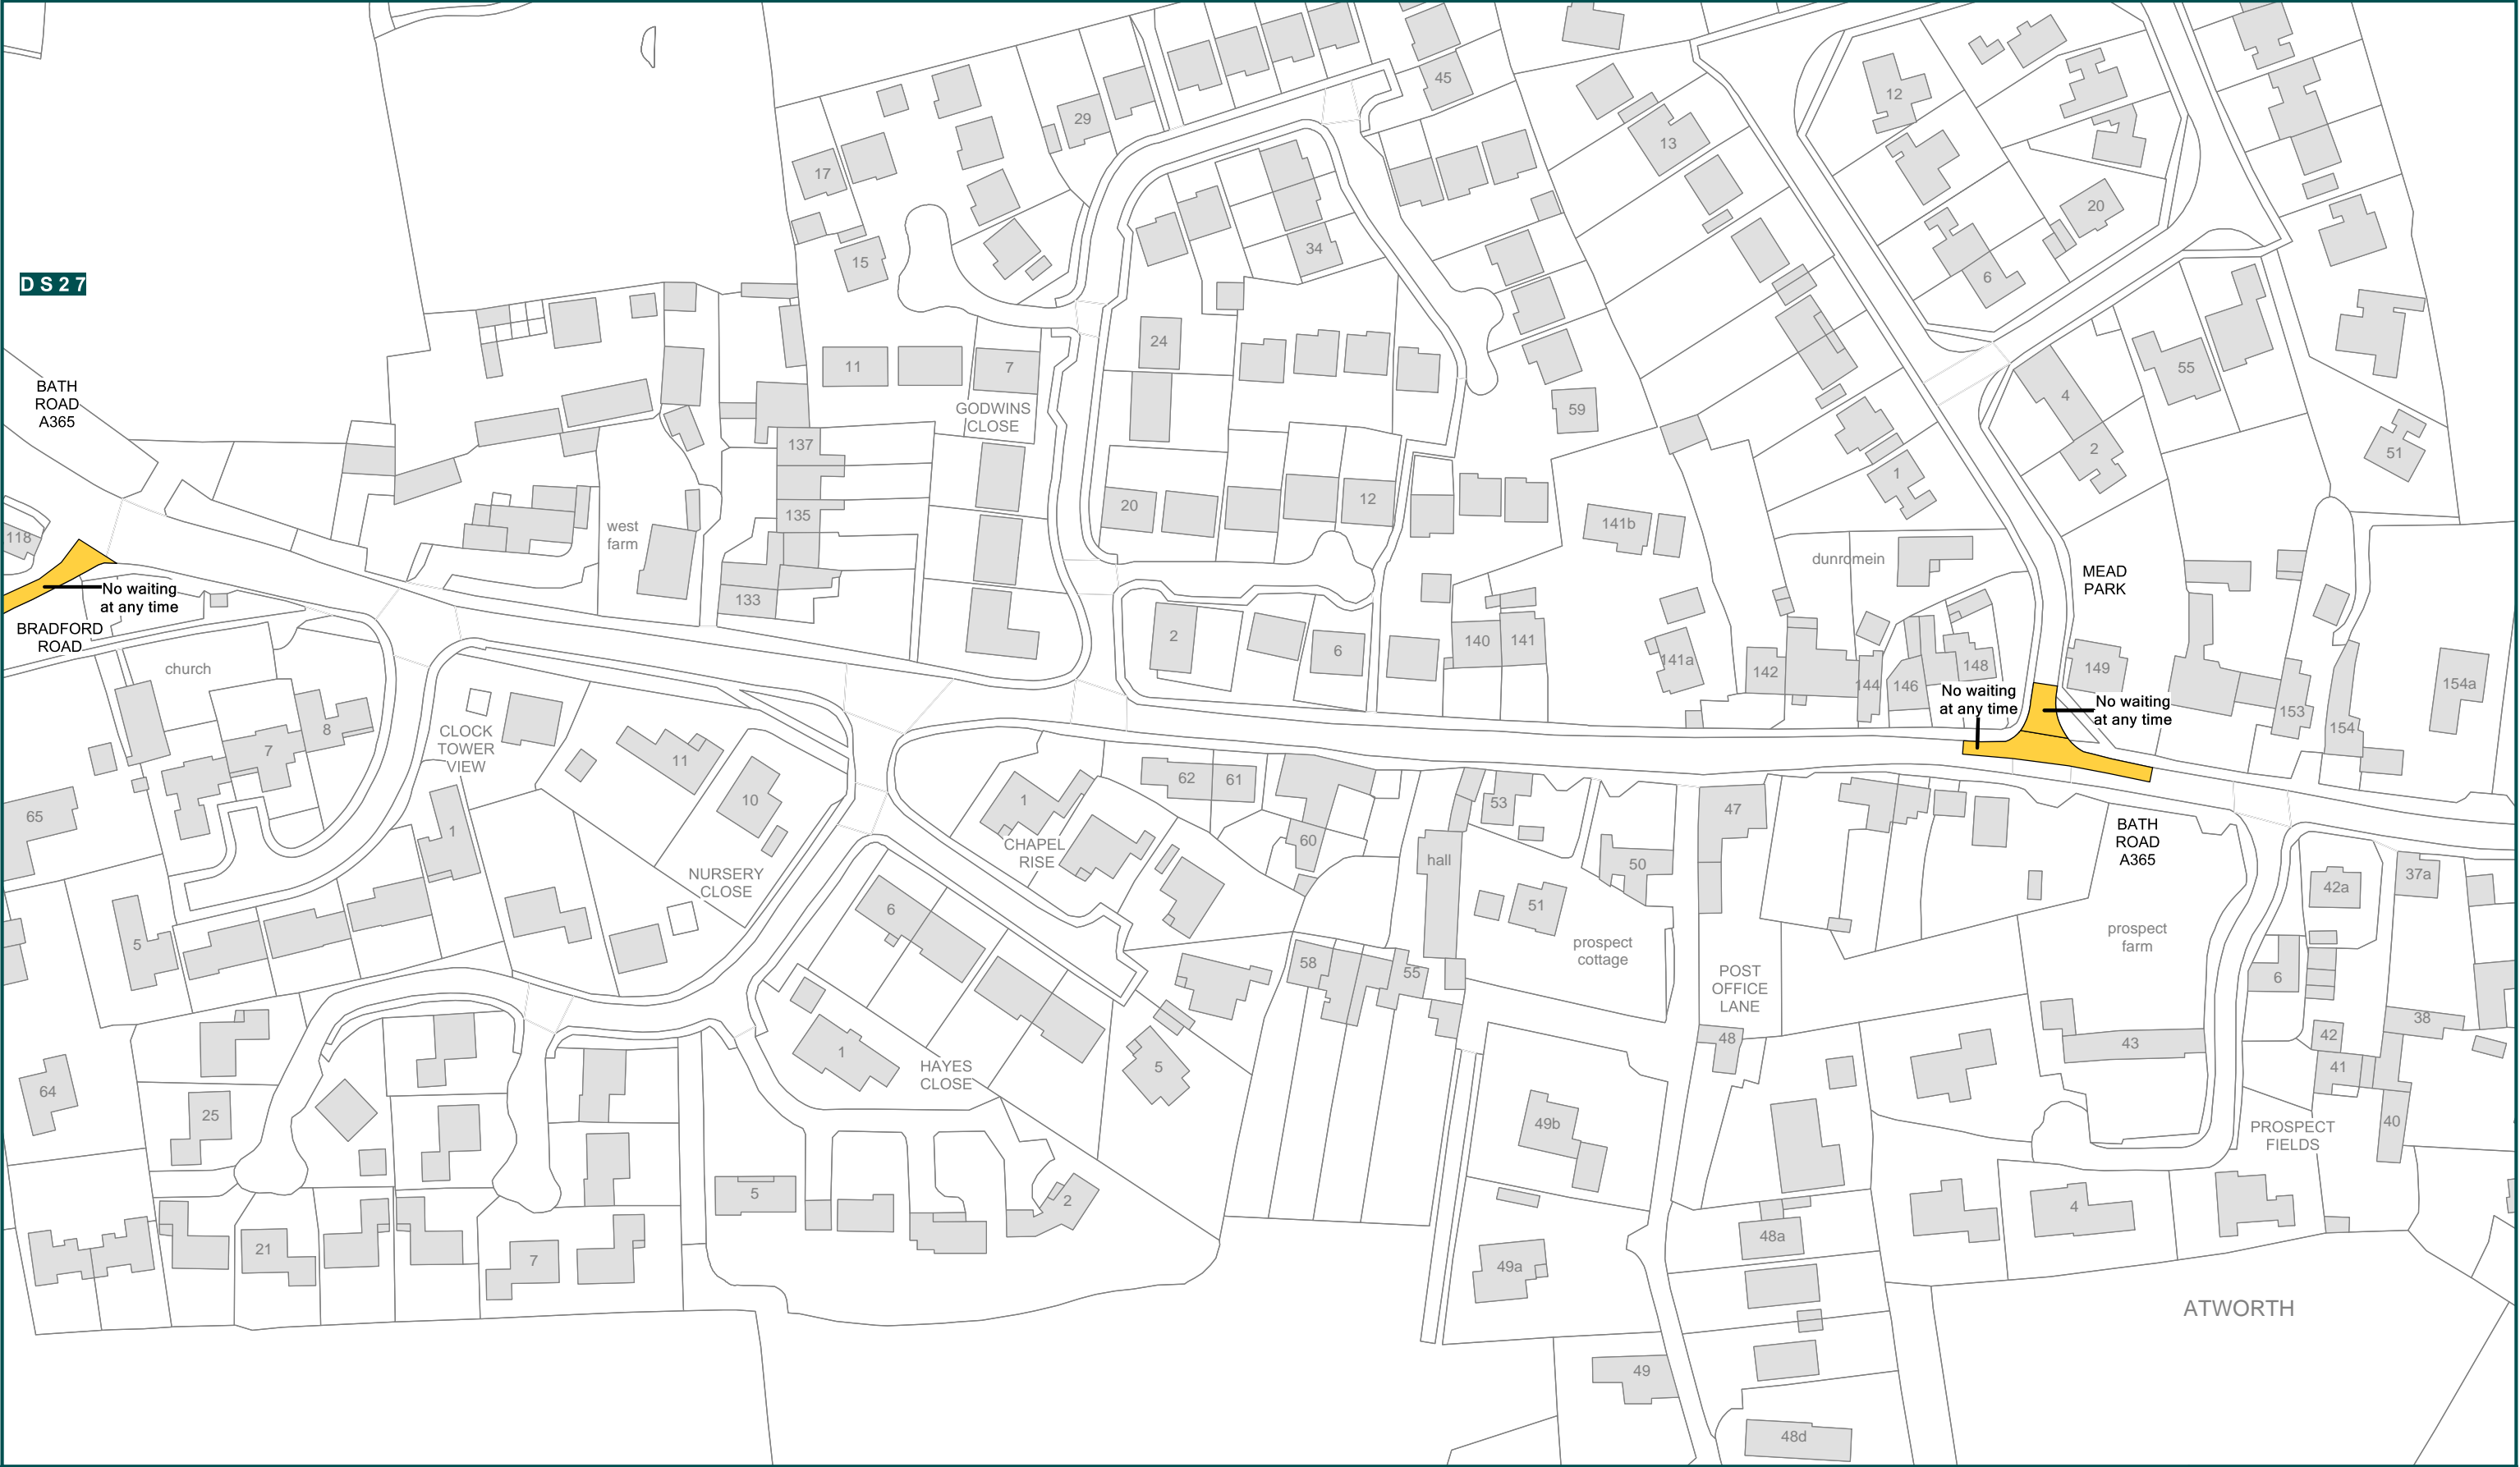 45
12
29
13
17
20
34
15
6
D S 2 7
24
11
7
4
55
BATH
ROAD
A365
GODWINS
CLOSE
59
137
2
51
1
20
12
135
141b
west
farm
118
dunromein
No waiting
at any time
MEAD
PARK
133
BRADFORD
ROAD
2
6
140
141
141a
142
144
146
148
149
church
154a
No waiting
at any time
No waiting
at any time
153
154
8
7
CLOCK
TOWER
VIEW
11
62
61
10
1
53
47
65
1
60
CHAPEL
RISE
hall
50
BATH
ROAD
A365
NURSERY
CLOSE
37a
42a
6
51
5
prospect
cottage
prospect
farm
58
55
POST
OFFICE
LANE
6
38
48
42
43
1
HAYES
CLOSE
5
41
64
25
49b
40
PROSPECT
FIELDS
5
2
4
21
7
48a
49a
ATWORTH
49
48d